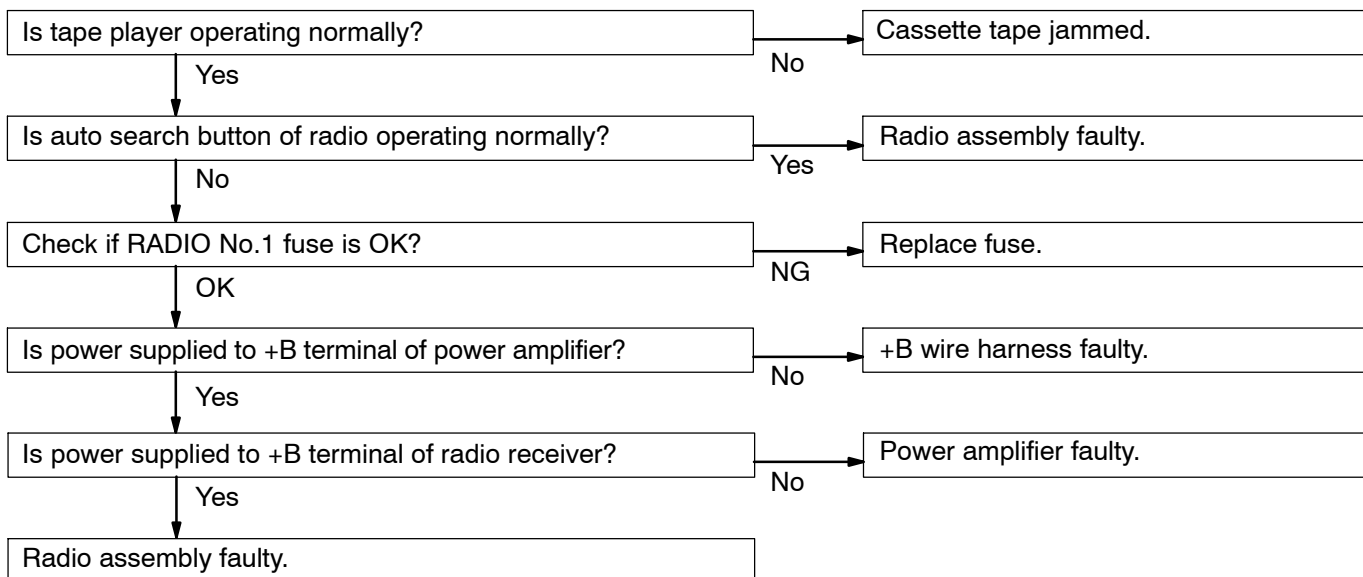 Is tape player operating normally?
Cassette tape jammed.
No
Yes
Is auto search button of radio operating normally?
Radio assembly faulty.
Yes
No
Check if RADIO No.1 fuse is OK?
Replace fuse.
NG
OK
Is power supplied to +B terminal of power amplifier?
+B wire harness faulty.
No
Yes
Is power supplied to +B terminal of radio receiver?
Power amplifier faulty.
No
Yes
Radio assembly faulty.